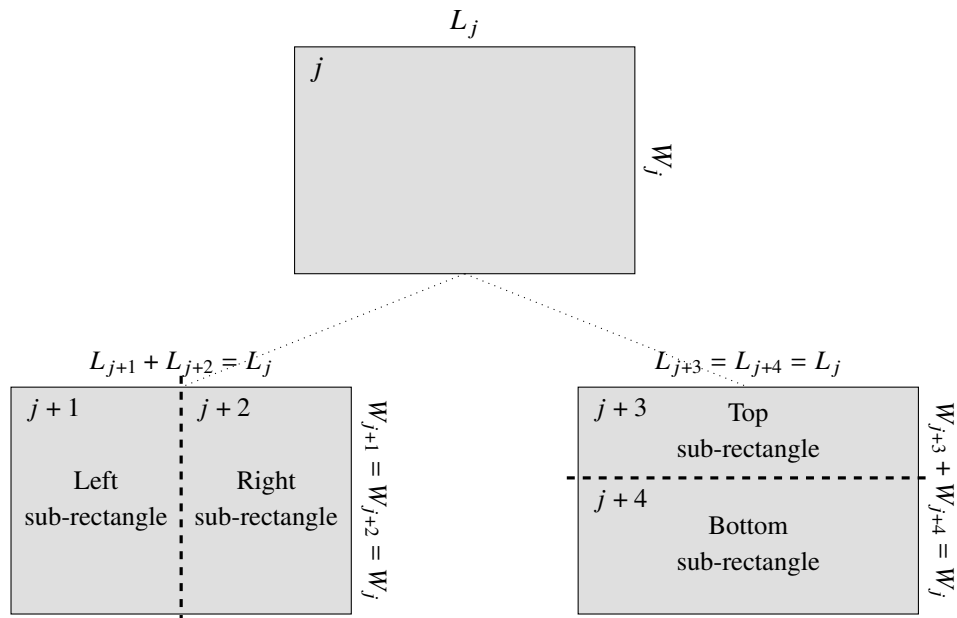 L_j
j
W_j
L_{j+1} + L_{j+2} = L_j
j + 1
j + 2
Left
sub-rectangle
Right
sub-rectangle
W_{j+1} = W_{j+2} = W_j
L_{j+3} = L_{j+4} = L_j
j + 3
Top
sub-rectangle
j + 4
Bottom
sub-rectangle
W_{j+3} + W_{j+4} = W_j